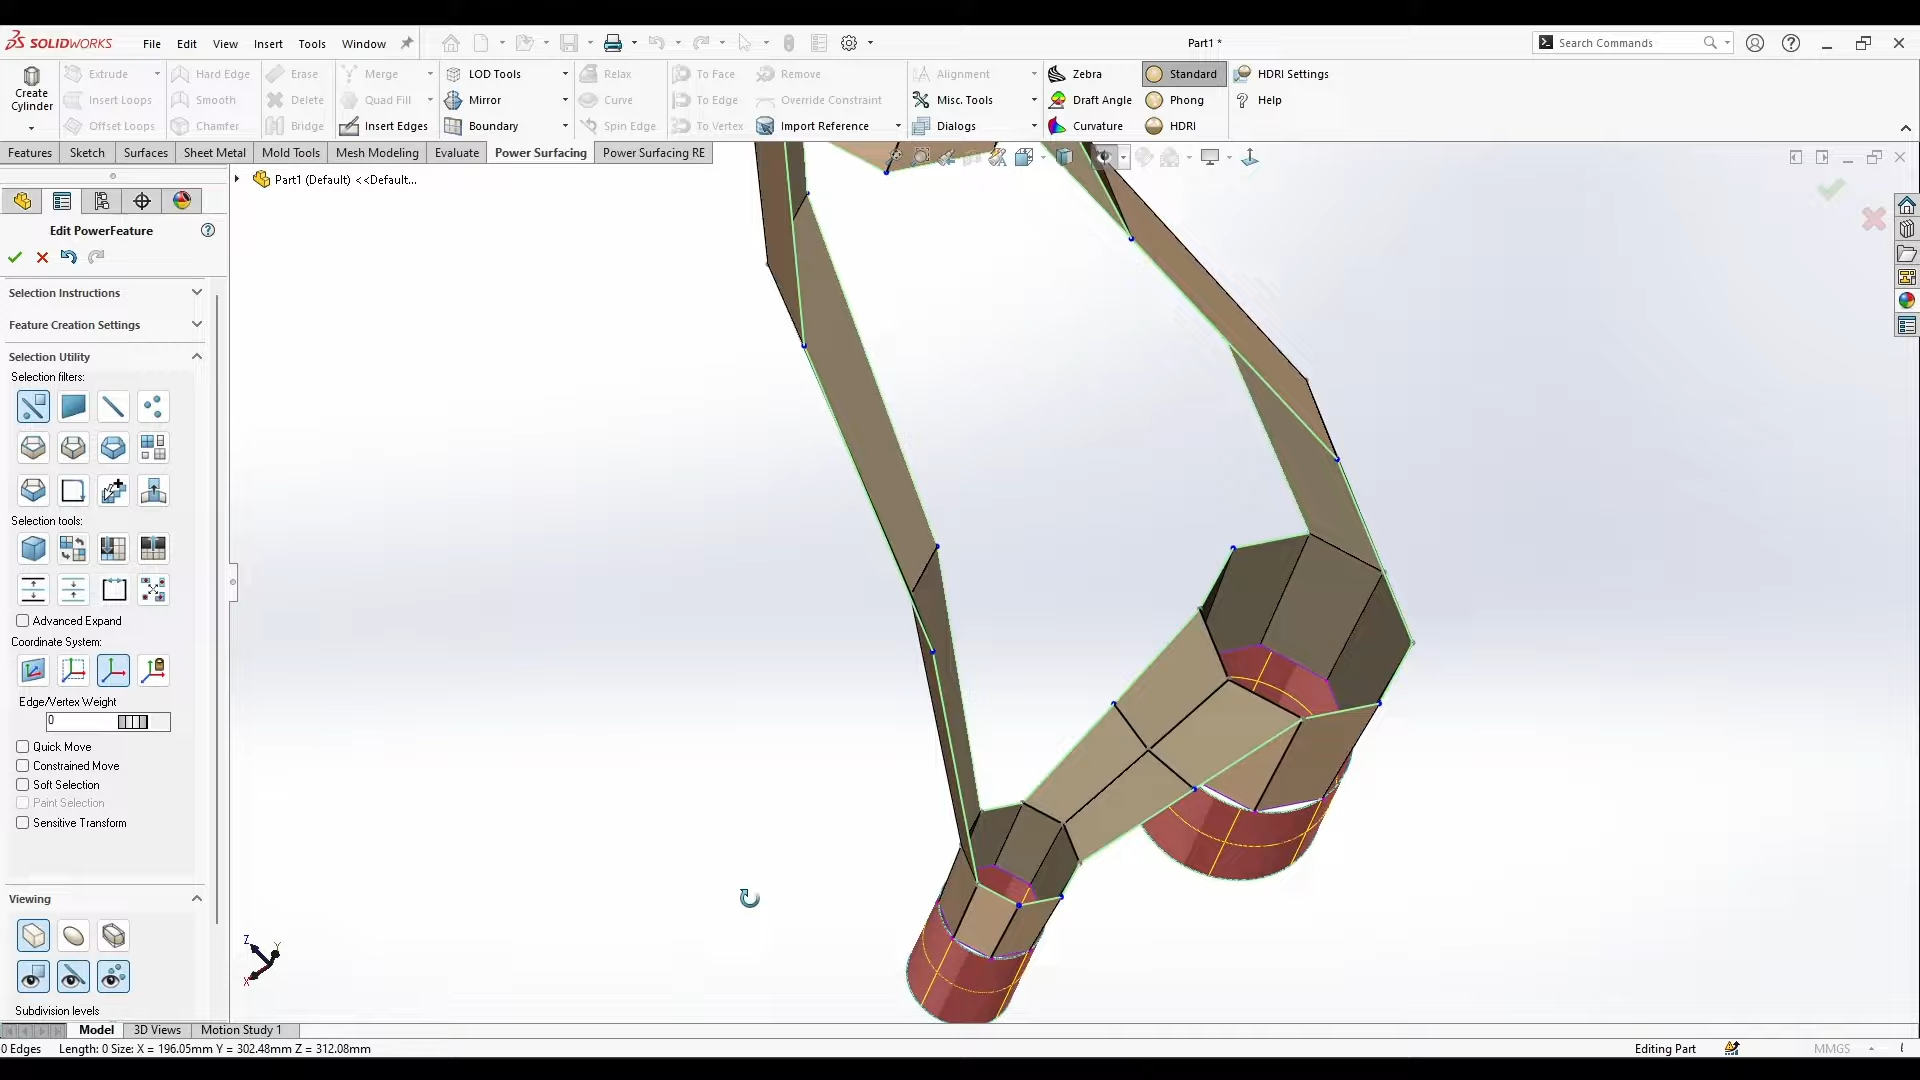 SOLIDWORKS File Edit View Insert Tools Window Part1 * Search Commands
Extrude Hard Edge Erase Merge LOD Tools Relax To Face Remove Alignment Zebra Standard HDRI Settings
Create Cylinder Insert Loops Smooth Delete Quad Fill Mirror Curve To Edge Override Constraint Misc. Tools Draft Angle Phong Help
Offset Loops Chamfer Bridge Insert Edges Boundary Spin Edge To Vertex Import Reference Dialogs Curvature HDRI
Features Sketch Surfaces Sheet Metal Mold Tools Mesh Modeling Evaluate Power Surfacing Power Surfacing RE
Part1 (Default) <<Default...
Edit PowerFeature
Selection Instructions
Feature Creation Settings
Selection Utility
Selection filters:
Selection tools:
Advanced Expand
Coordinate System:
Edge/Vertex Weight
0
Quick Move
Constrained Move
Soft Selection
Paint Selection
Sensitive Transform
Viewing
Z Y
X
Subdivision levels
Model 3D Views Motion Study 1
0 Edges Length: 0 Size: X = 196.05mm Y = 302.48mm Z = 312.08mm Editing Part MMGS